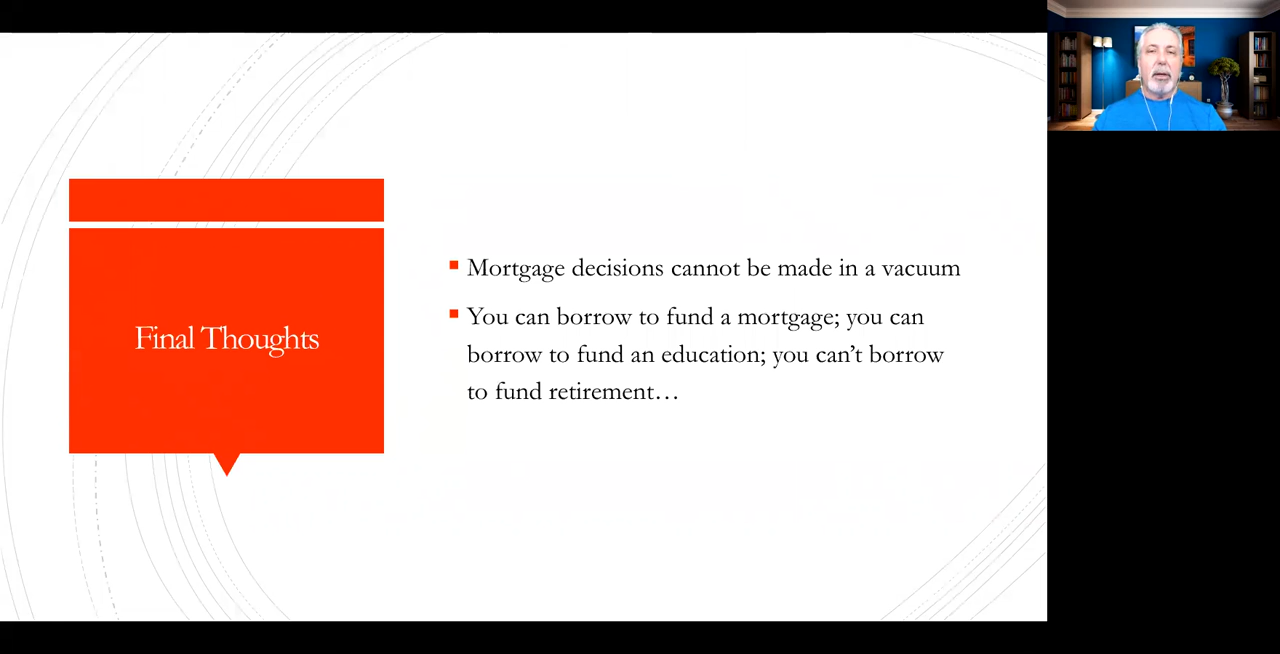 Final Thoughts
Mortgage decisions cannot be made in a vacuum
You can borrow to fund a mortgage; you can
borrow to fund an education; you can’t borrow
to fund retirement…